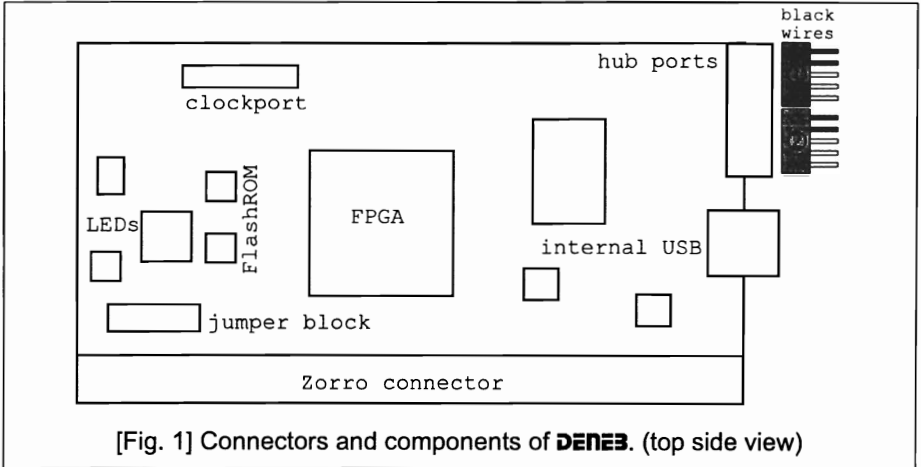 black
wires
hub ports
clockport
LEDs
FlashROM
FPGA
internal USB
jumper block
Zorro connector
[Fig. 1] Connectors and components of DENEB. (top side view)